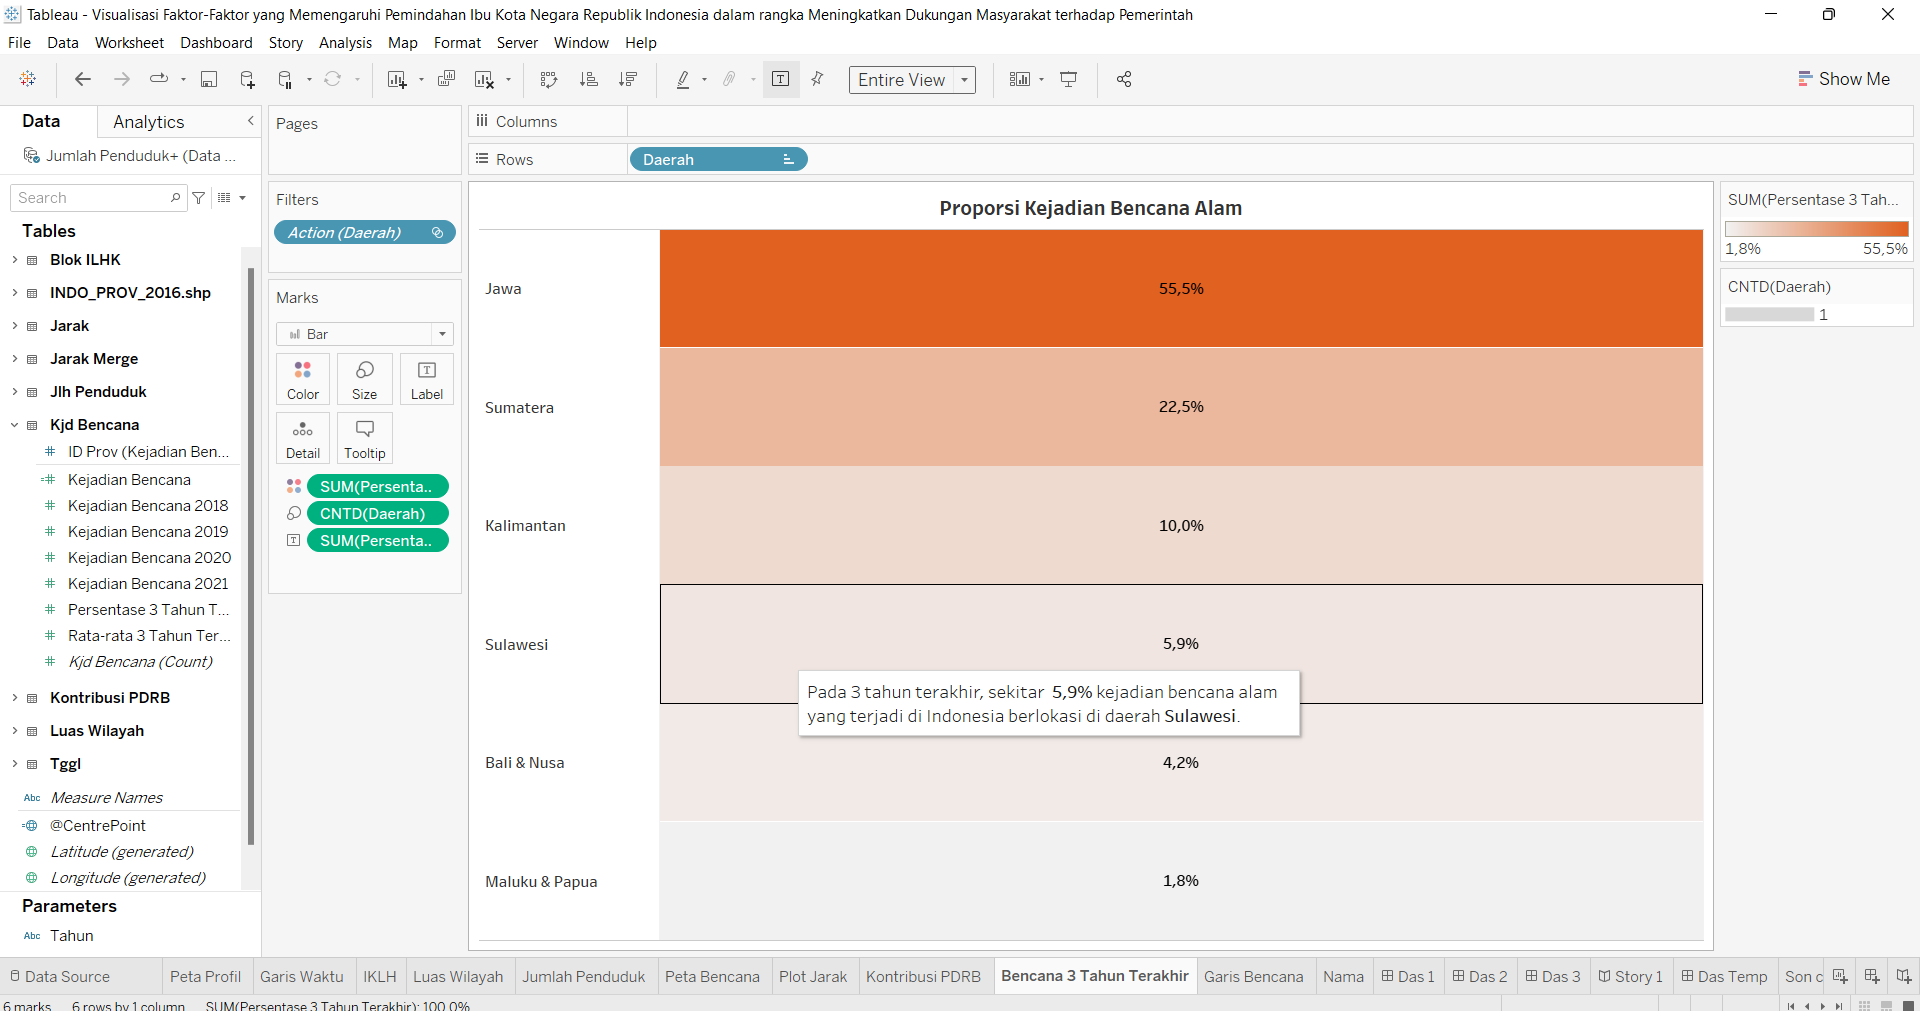 Tableau - Visualisasi Faktor-Faktor yang Memengaruhi Pemindahan Ibu Kota Negara Republik Indonesia dalam rangka Meningkatkan Dukungan Masyarakat terhadap Pemerintah
File Data Worksheet Dashboard Story Analysis Map Format Server Window Help
Entire View
Show Me
Data
Analytics
Jumlah Penduduk+ (Data ...
Search
Tables
Blok ILHK
INDO_PROV_2016.shp
Jarak
Jarak Merge
Jlh Penduduk
Kjd Bencana
ID Prov (Kejadian Ben...
Kejadian Bencana
Kejadian Bencana 2018
Kejadian Bencana 2019
Kejadian Bencana 2020
Kejadian Bencana 2021
Persentase 3 Tahun T...
Rata-rata 3 Tahun Ter...
Kjd Bencana (Count)
Kontribusi PDRB
Luas Wilayah
Tggl
Abc Measure Names
@CentrePoint
Latitude (generated)
Longitude (generated)
Parameters
Abc Tahun
Pages
Filters
Action (Daerah)
Marks
Bar
Color Size Label
Detail Tooltip
SUM(Persenta..
CNTD(Daerah)
SUM(Persenta..
Columns
Rows
Daerah
Proporsi Kejadian Bencana Alam
Jawa 55,5%
Sumatera 22,5%
Kalimantan 10,0%
Sulawesi 5,9%
Pada 3 tahun terakhir, sekitar 5,9% kejadian bencana alam
yang terjadi di Indonesia berlokasi di daerah Sulawesi.
Bali & Nusa 4,2%
Maluku & Papua 1,8%
SUM(Persentase 3 Tah...
1,8% 55,5%
CNTD(Daerah)
1
Data Source Peta Profil Garis Waktu IKLH Luas Wilayah Jumlah Penduduk Peta Bencana Plot Jarak Kontribusi PDRB Bencana 3 Tahun Terakhir Garis Bencana Nama Das 1 Das 2 Das 3 Story 1 Das Temp Son c
6 marks 6 rows by 1 column SUM(Persentase 3 Tahun Terakhir): 100,0%